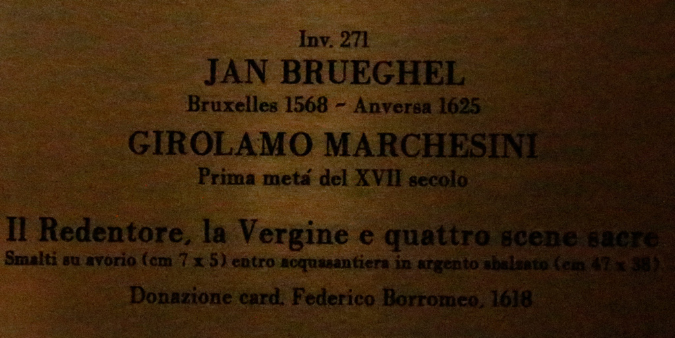 Inv. 271
JAN BRUEGHEL
Bruxelles 1568 ~ Anversa 1625
GIROLAMO MARCHESINI
Prima metá del XVII secolo
Il Redentore, la Vergine e quattro scene sacre
Smalti su avorio (cm 7 x 5) entro acquasantiera in argento sbalzato (cm 47 x 38)
Donazione card. Federico Borromeo, 1618